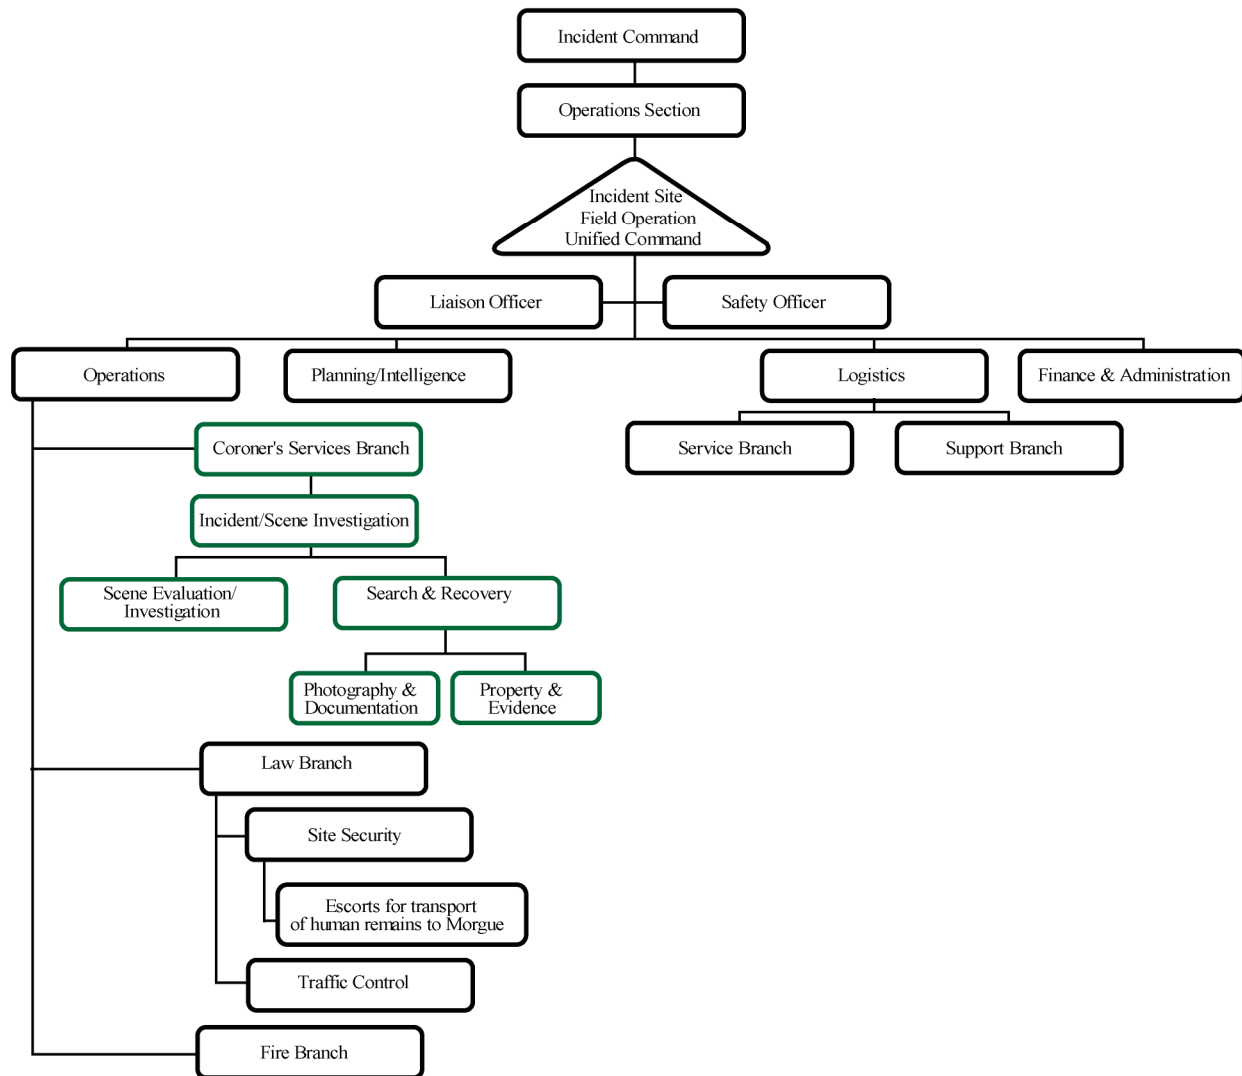 Incident Command
Operations Section
Incident Site
Field Operation
Unified Command
Liaison Officer
Safety Officer
Operations
Planning/Intelligence
Logistics
Finance & Administration
Service Branch
Support Branch
Coroner's Services Branch
Incident/Scene Investigation
Scene Evaluation/
Investigation
Search & Recovery
Photography &
Documentation
Property &
Evidence
Law Branch
Site Security
Escorts for transport
of human remains to Morgue
Traffic Control
Fire Branch